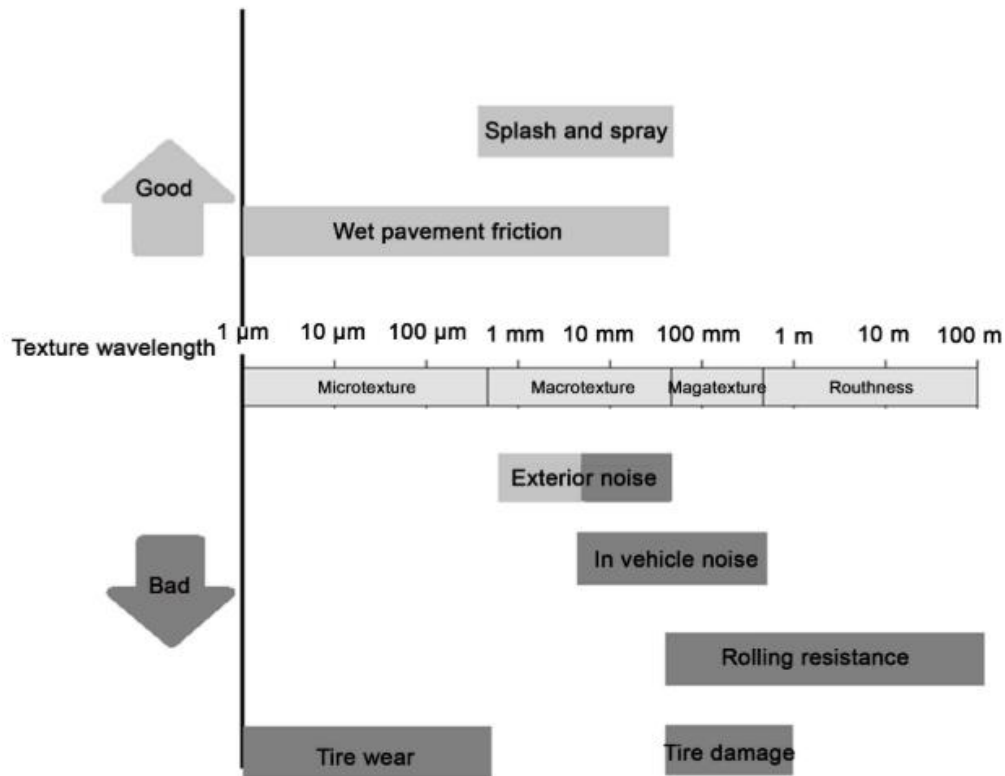 Splash and spray
Good
Wet pavement friction
1 µm 10 µm 100 µm 1 mm 10 mm 100 mm 1 m 10 m 100 m
Texture wavelength
Microtexture Macrotexture Magatexture Routhness
Exterior noise
In vehicle noise
Bad
Rolling resistance
Tire wear Tire damage